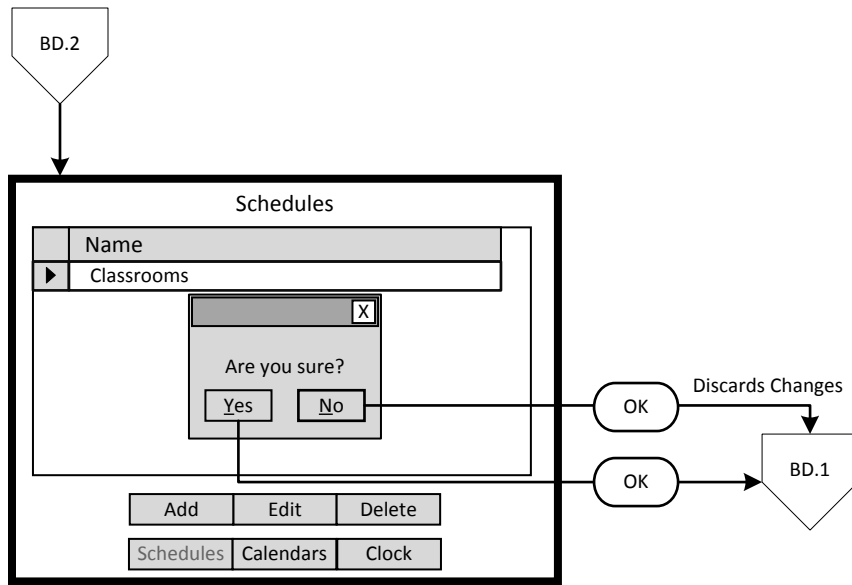 BD.2
Schedules
Name
Classrooms
X
Are you sure?
Yes No
OK
Discards Changes
OK
BD.1
Add Edit Delete
Schedules Calendars Clock